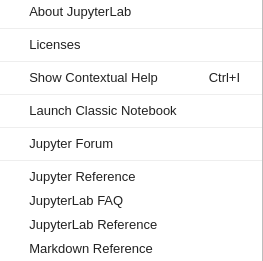 About JupyterLab
Licenses
Show Contextual Help Ctrl+I
Launch Classic Notebook
Jupyter Forum
Jupyter Reference
JupyterLab FAQ
JupyterLab Reference
Markdown Reference